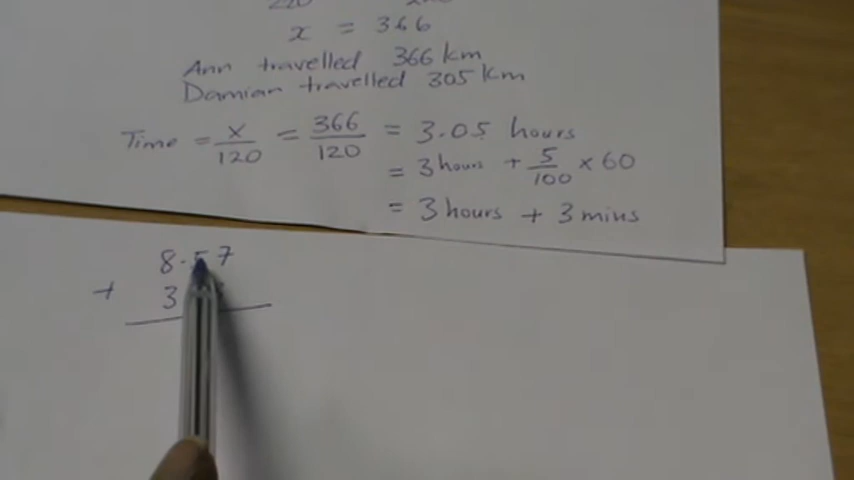 x = 366
Ann travelled 366 km
Damian travelled 305 km
Time = x/120 = 366/120 = 3.05 hours
= 3 hours + 5/100 × 60
= 3 hours + 3 mins
8.57
+ 3